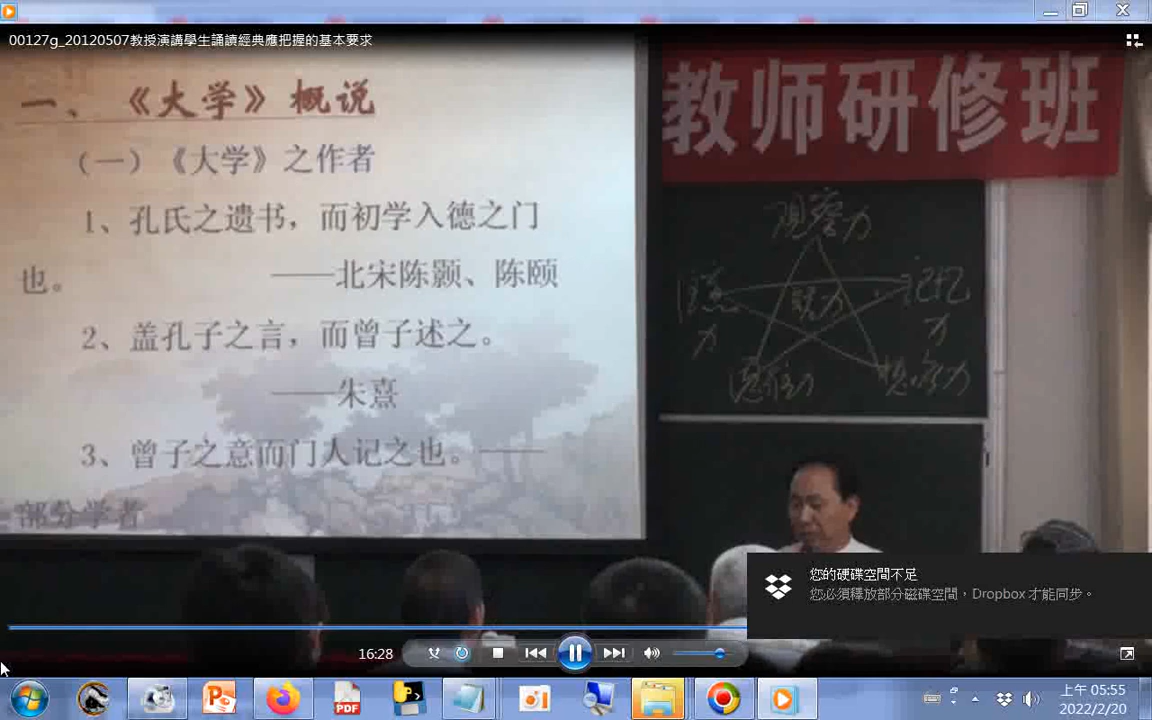 00127g_20120507教授演講學生誦讀經典應把握的基本要求
一、《大学》概说
（一）《大学》之作者
1、孔氏之遗书，而初学入德之门
也。 ——北宋陈颢、陈颐
2、盖孔子之言，而曾子述之。
——朱熹
3、曾子之意而门人记之也。——
部分学者
教师研修班
观察力
记忆
力
您的硬碟空間不足
您必須釋放部分磁碟空間，Dropbox 才能同步。
16:28
上午 05:55
2022/2/20